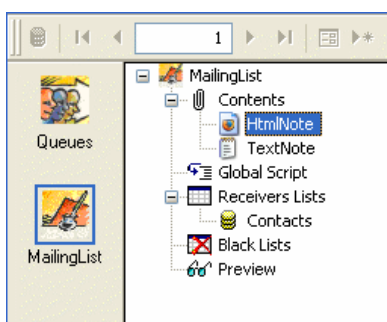 1
MailingList
Contents
HtmlNote
Queues
TextNote
Global Script
Receivers Lists
Contacts
MailingList
Black Lists
Preview